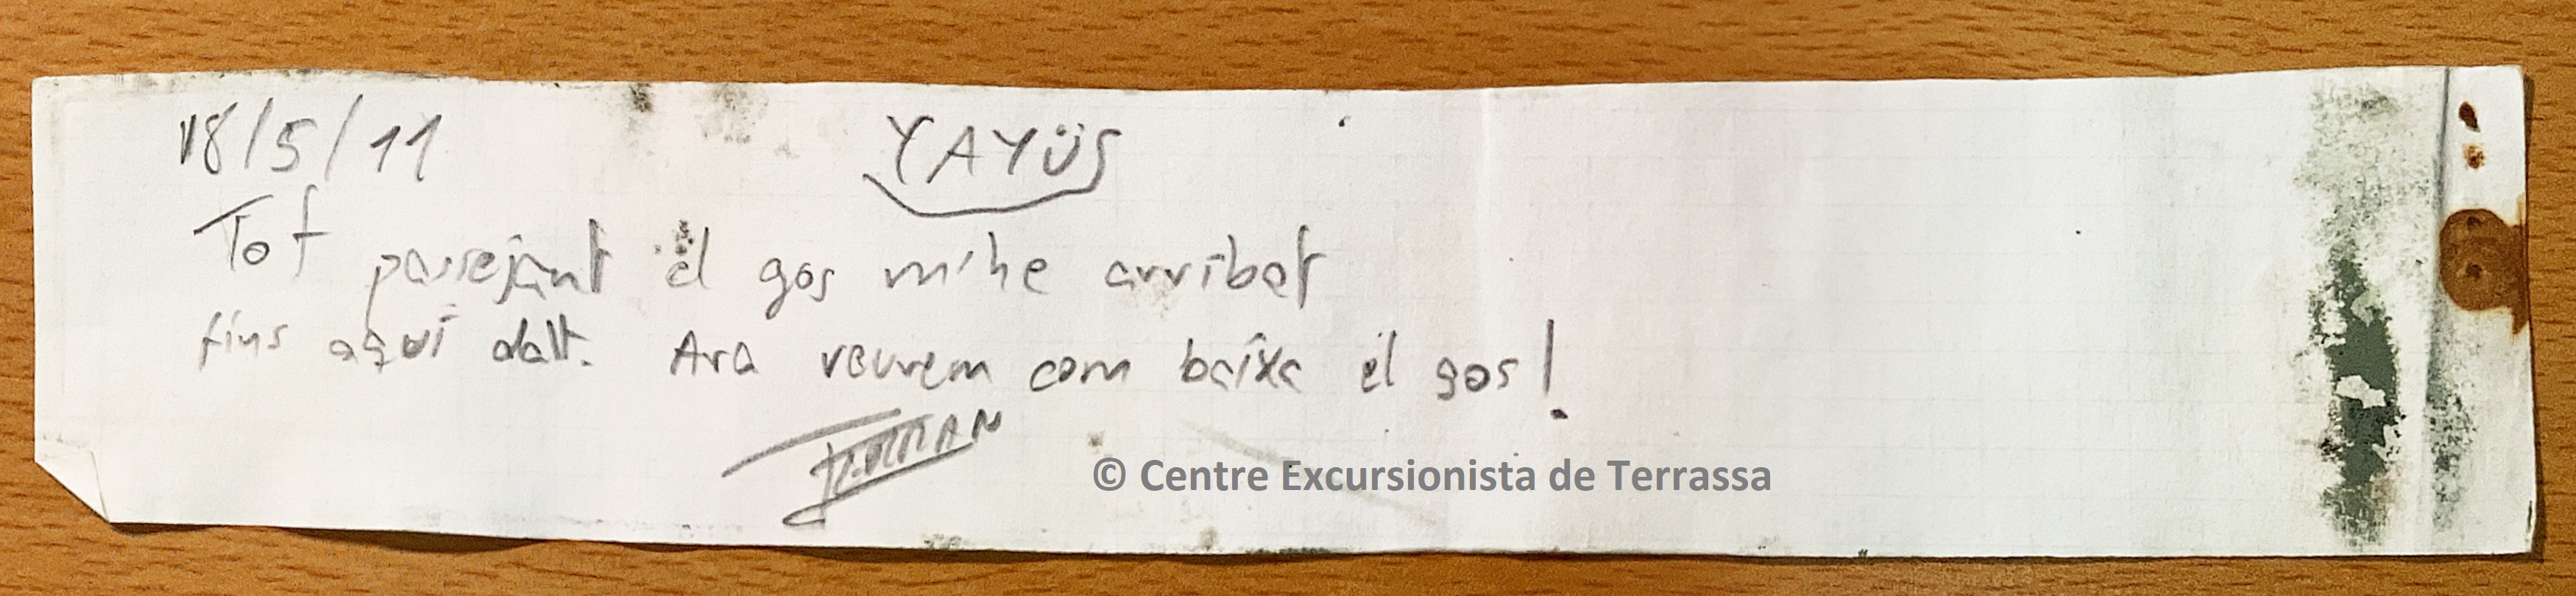 18/5/11 YAYÜS
Tot passejant el gos m'he arribat
fins aquí dalt. Ara veurem com baixa el gos!
© Centre Excursionista de Terrassa